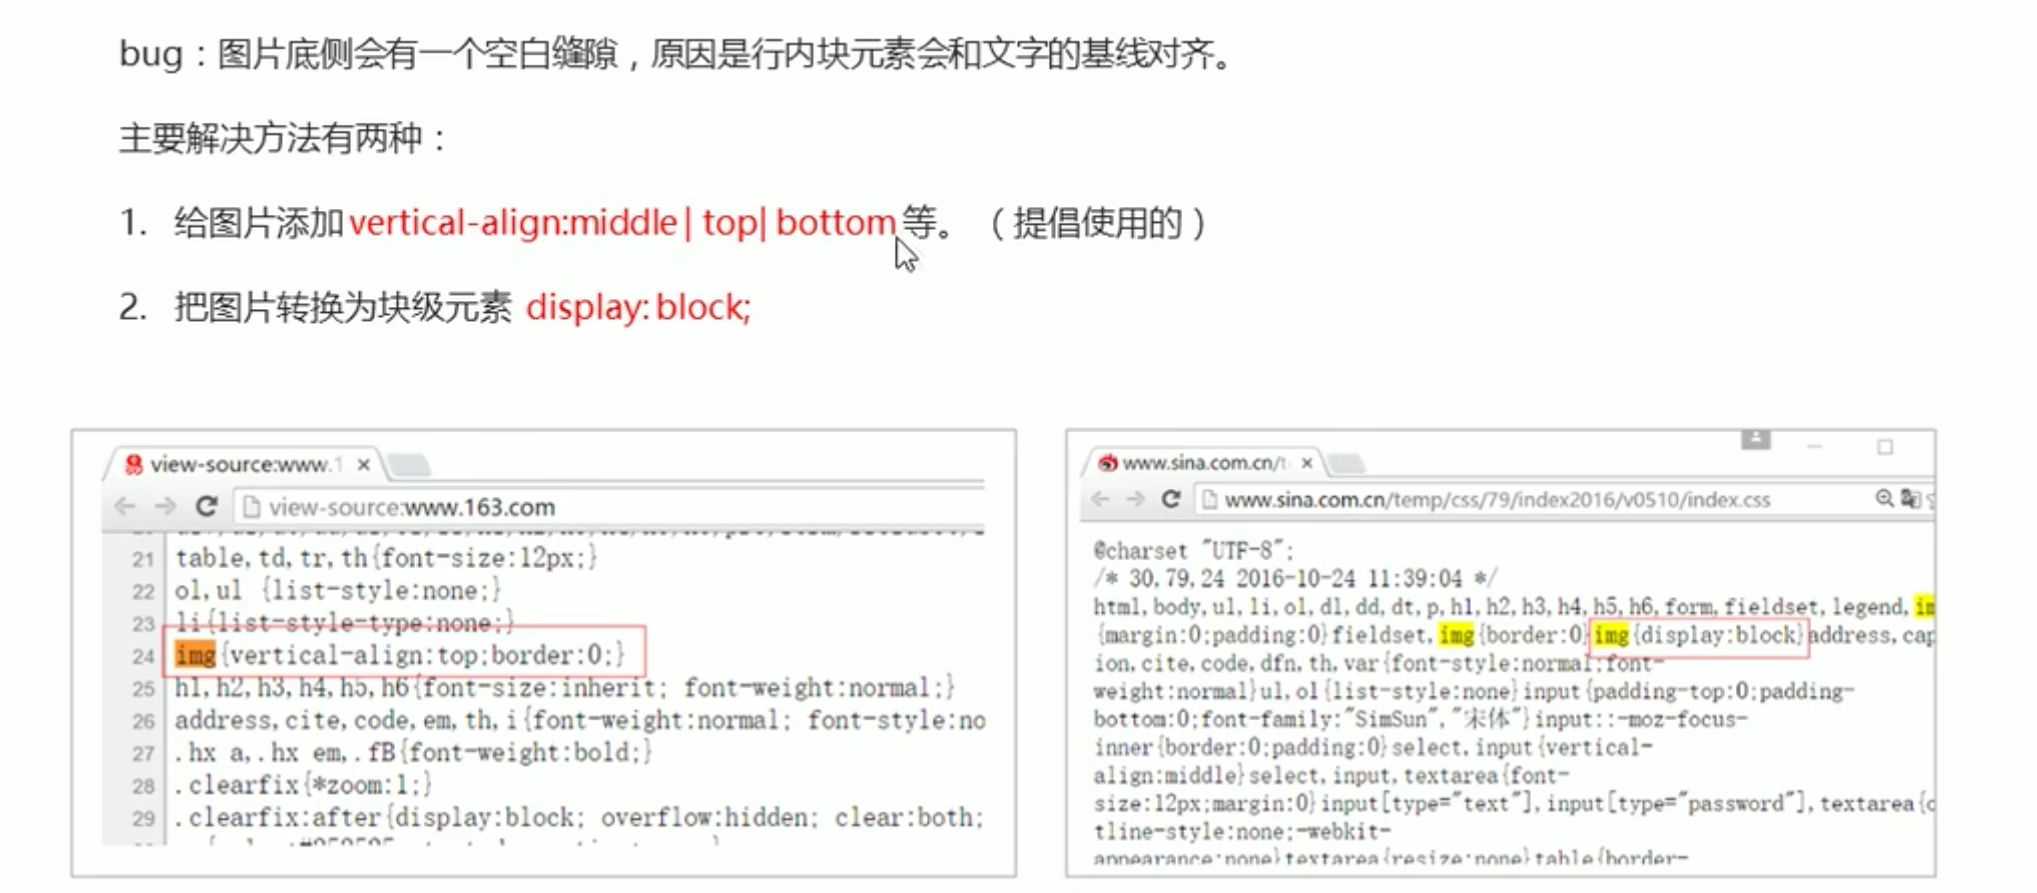 bug：图片底侧会有一个空白缝隙，原因是行内块元素会和文字的基线对齐。
主要解决方法有两种：
1. 给图片添加vertical-align:middle | top| bottom等。（提倡使用的）
2. 把图片转换为块级元素 display: block;
view-source:www.1
view-source:www.163.com
21 table,td,tr,th{font-size:12px;}
22 ol,ul {list-style:none;}
23 li{list-style-type:none;}
24 img{vertical-align:top;border:0;}
25 h1,h2,h3,h4,h5,h6{font-size:inherit; font-weight:normal;}
26 address,cite,code,em,th,i{font-weight:normal; font-style:no
27 .hx a,.hx em,.fB{font-weight:bold;}
28 .clearfix{*zoom:1;}
29 .clearfix:after{display:block; overflow:hidden; clear:both;
www.sina.com.cn/t
www.sina.com.cn/temp/css/79/index2016/v0510/index.css
@charset "UTF-8";
/* 30,79,24 2016-10-24 11:39:04 */
html,body,ul,li,ol,dl,dd,dt,p,h1,h2,h3,h4,h5,h6,form,fieldset,legend,im
{margin:0;padding:0}fieldset,img{border:0}img{display:block}address,cap
ion,cite,code,dfn,th,var{font-style:normal;font-
weight:normal}ul,ol{list-style:none}input{padding-top:0;padding-
bottom:0;font-family:"SimSun","宋体"}input::-moz-focus-
inner{border:0;padding:0}select,input{vertical-
align:middle}select,input,textarea{font-
size:12px;margin:0}input[type="text"],input[type="password"],textarea{o
tline-style:none;-webkit-
appearance:none}textarea{resize:none}table{border-